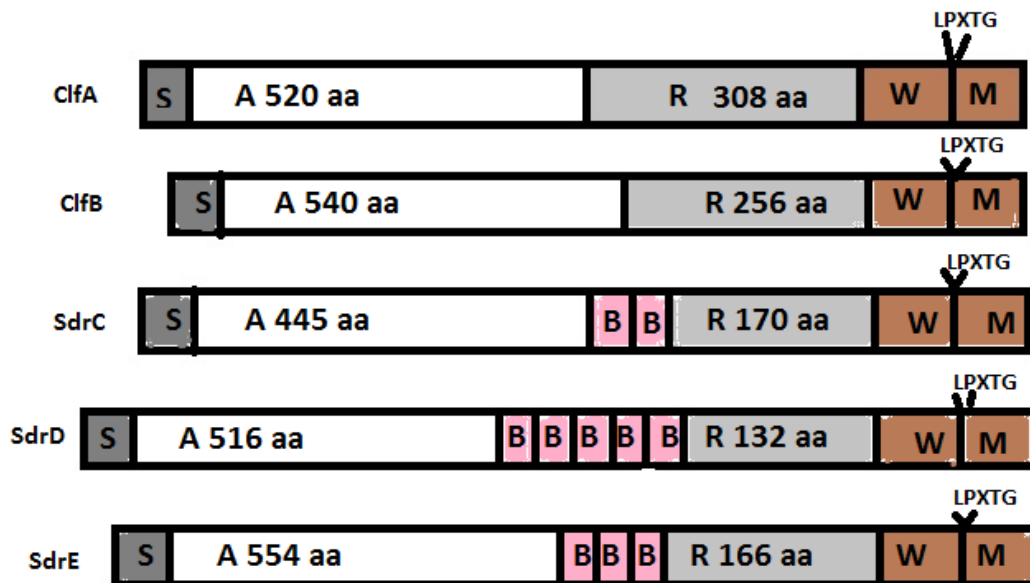 LPXTG
ClfA S A 520 aa R 308 aa W M
LPXTG
ClfB S A 540 aa R 256 aa W M
LPXTG
SdrC S A 445 aa B B R 170 aa W M
LPXTG
SdrD S A 516 aa B B B B B R 132 aa W M
LPXTG
SdrE S A 554 aa B B B R 166 aa W M